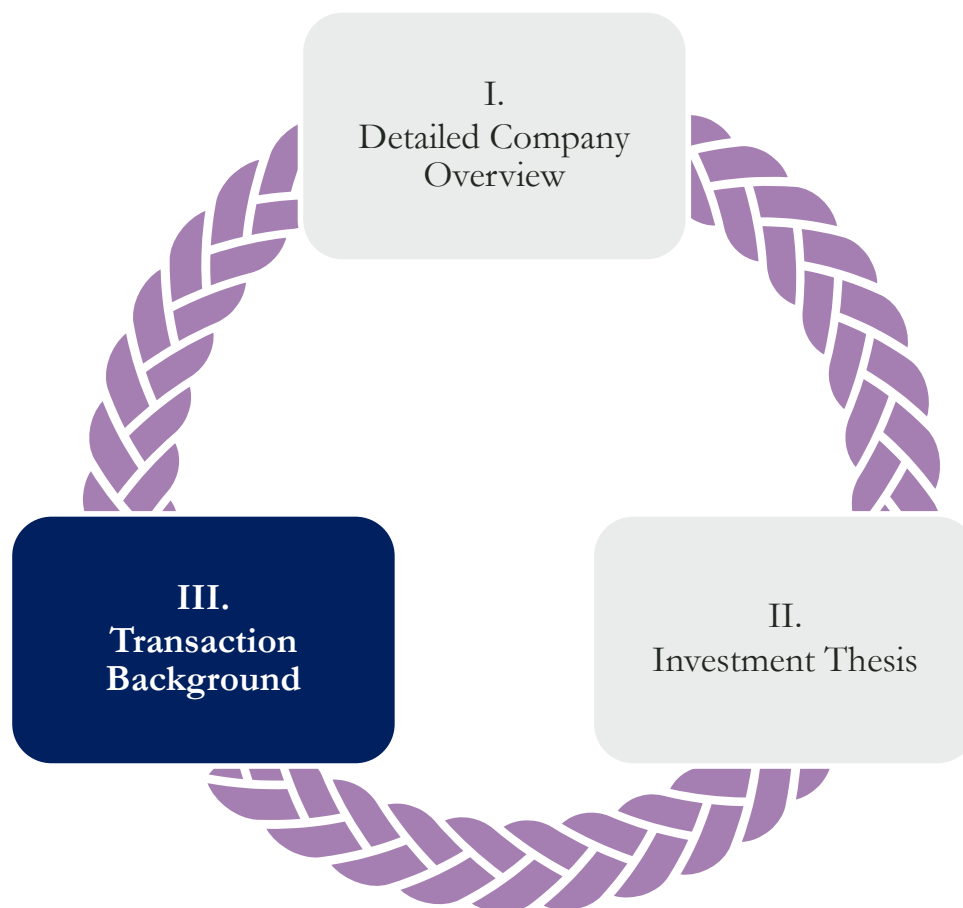 I.
Detailed Company
Overview
III.
Transaction
Background
II.
Investment Thesis